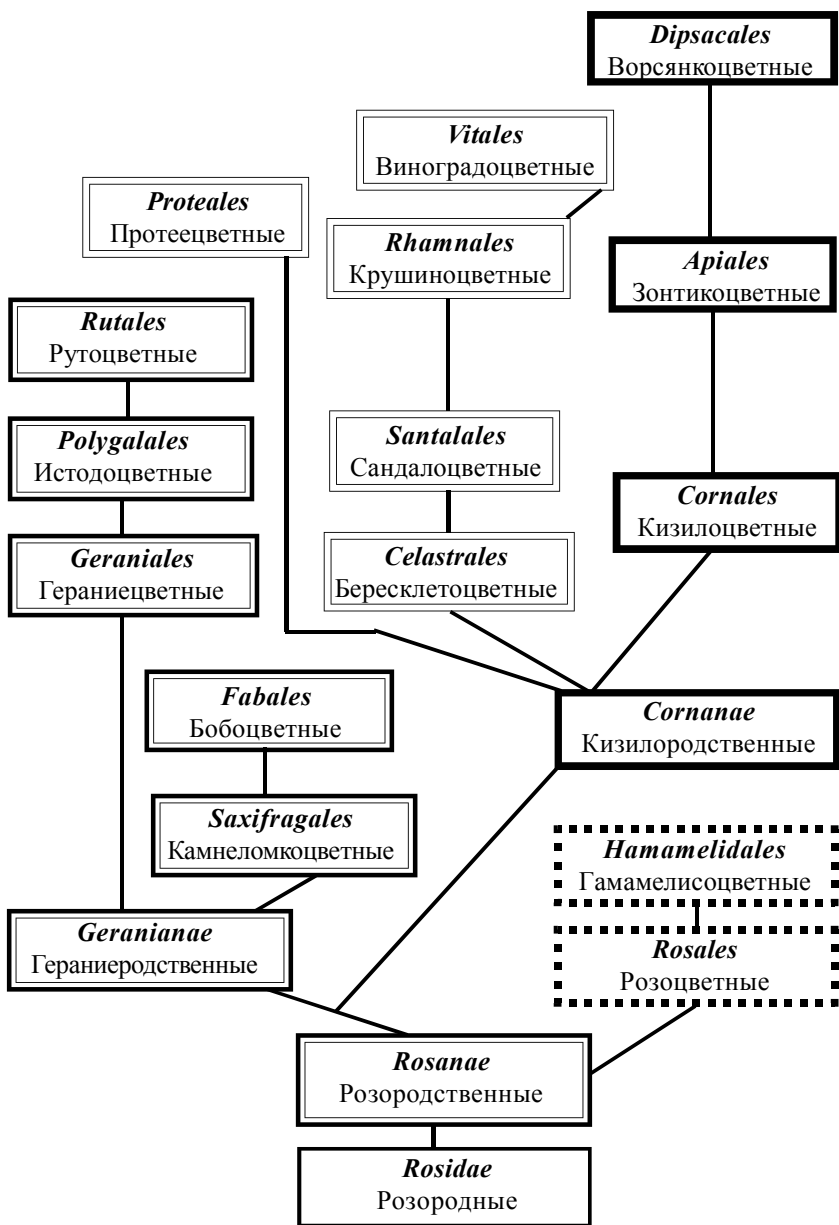 Dipsacales
Ворсянкоцветные
Vitales
Виноградоцветные
Proteales
Протеецветные
Rhamnales
Крушиноцветные
Apiales
Зонтикоцветные
Rutales
Рутоцветные
Polygalales
Истодоцветные
Santalales
Сандалоцветные
Cornales
Кизилоцветные
Geraniales
Гераниецветные
Celastrales
Бересклетоцветные
Fabales
Бобоцветные
Cornanae
Кизилородственные
Saxifragales
Камнеломкоцветные
Hamamelidales
Гамамелисоцветные
Geranianae
Гераниеродственные
Rosales
Розоцветные
Rosanae
Розородственные
Rosidae
Розородные